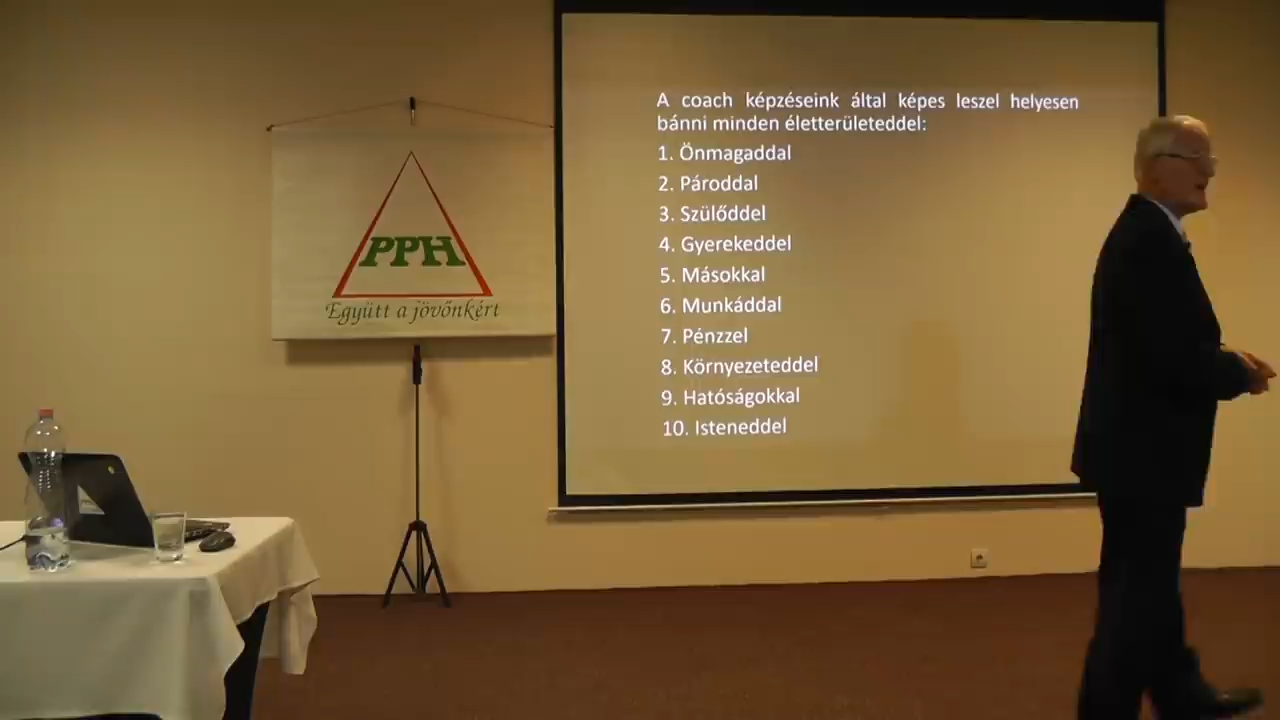 PPH
Együtt a jövőnkért
A coach képzéseink által képes leszel helyesen
bánni minden életterületeddel:
1. Önmagaddal
2. Pároddal
3. Szülőddel
4. Gyerekeddel
5. Másokkal
6. Munkáddal
7. Pénzzel
8. Környezeteddel
9. Hatóságokkal
10. Isteneddel